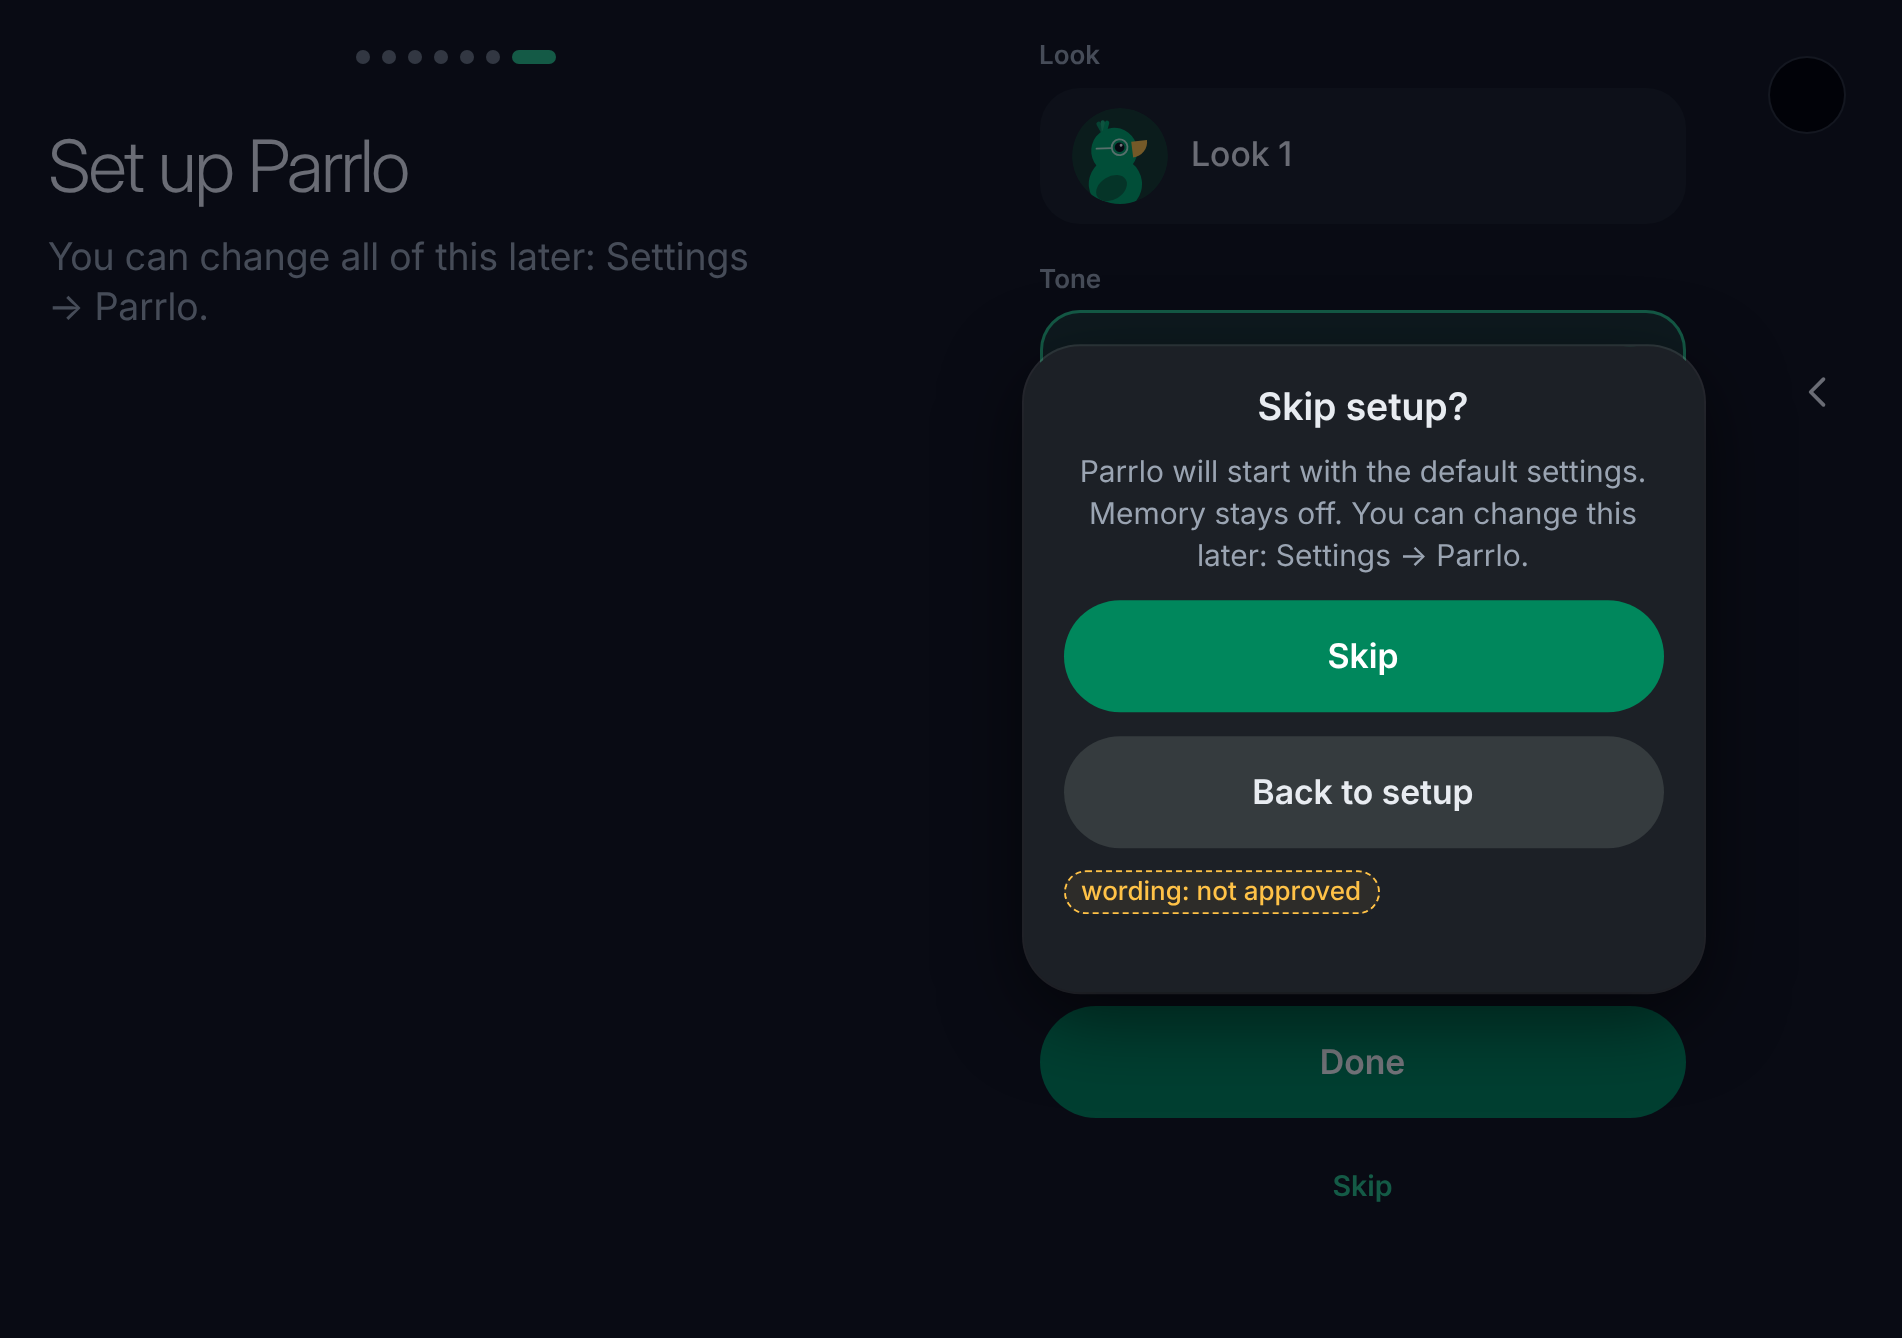 Set up Parrlo
You can change all of this later: Settings
→ Parrlo.
Look
Look 1
Tone
Skip setup?
Parrlo will start with the default settings.
Memory stays off. You can change this
later: Settings → Parrlo.
Skip
Back to setup
wording: not approved
Done
Skip